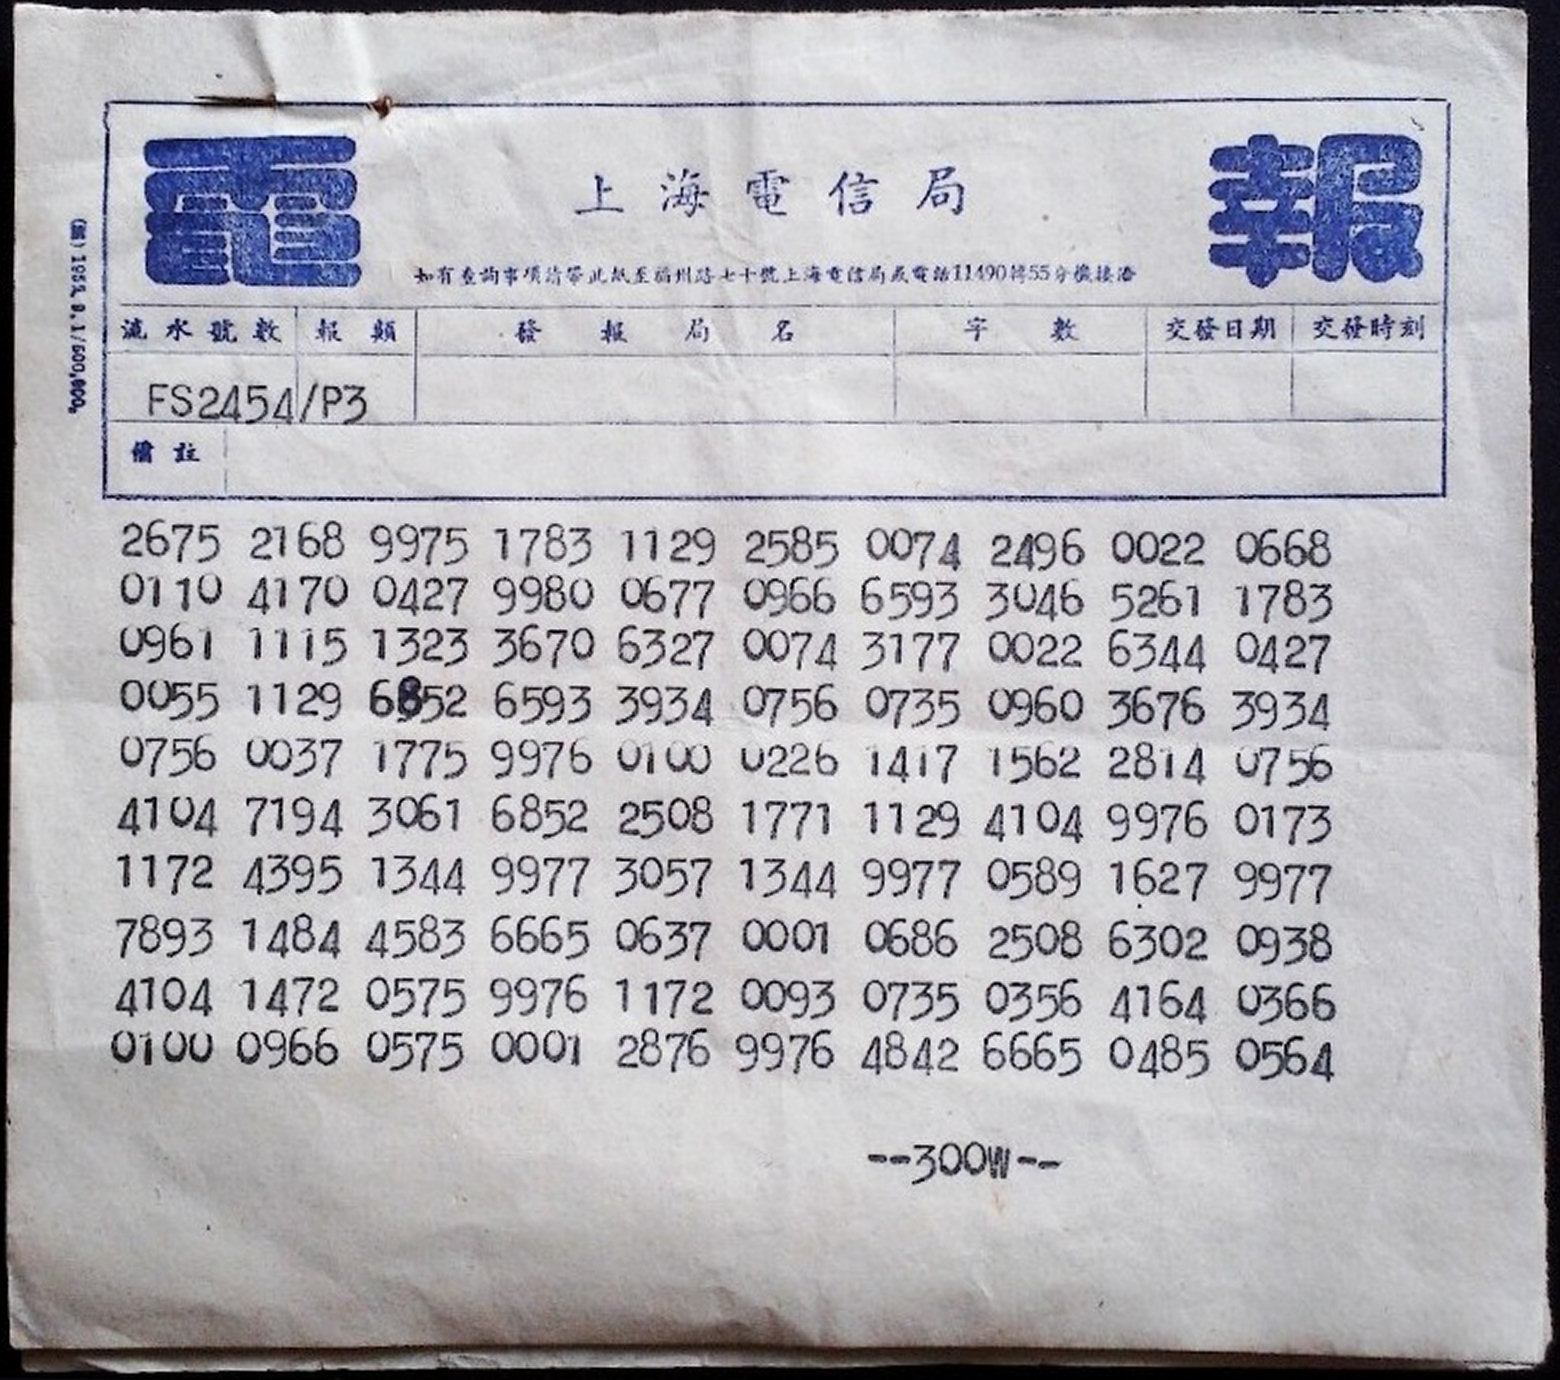 電 上海電信局 報
如有查詢事項請帶此紙至福州路七十號上海電信局或電話11490轉55分機接洽
流水號數 報類 發報局名 字數 交發日期 交發時刻
FS2454/P3
備註
2675 2168 9975 1783 1129 2585 0074 2496 0022 0668
0110 4170 0427 9980 0677 0966 6593 3046 5261 1783
0961 1115 1323 3670 6327 0074 3177 0022 6344 0427
0055 1129 6852 6593 3934 0756 0735 0960 3676 3934
0756 0037 1775 9976 0100 0226 1417 1562 2814 0756
4104 7194 3061 6852 2508 1771 1129 4104 9976 0173
1172 4395 1344 9977 3057 1344 9977 0589 1627 9977
7893 1484 4583 6665 0637 0001 0686 2508 6302 0938
4104 1472 0575 9976 1172 0093 0735 0356 4164 0366
0100 0966 0575 0001 2876 9976 4842 6665 0485 0564
--300W--